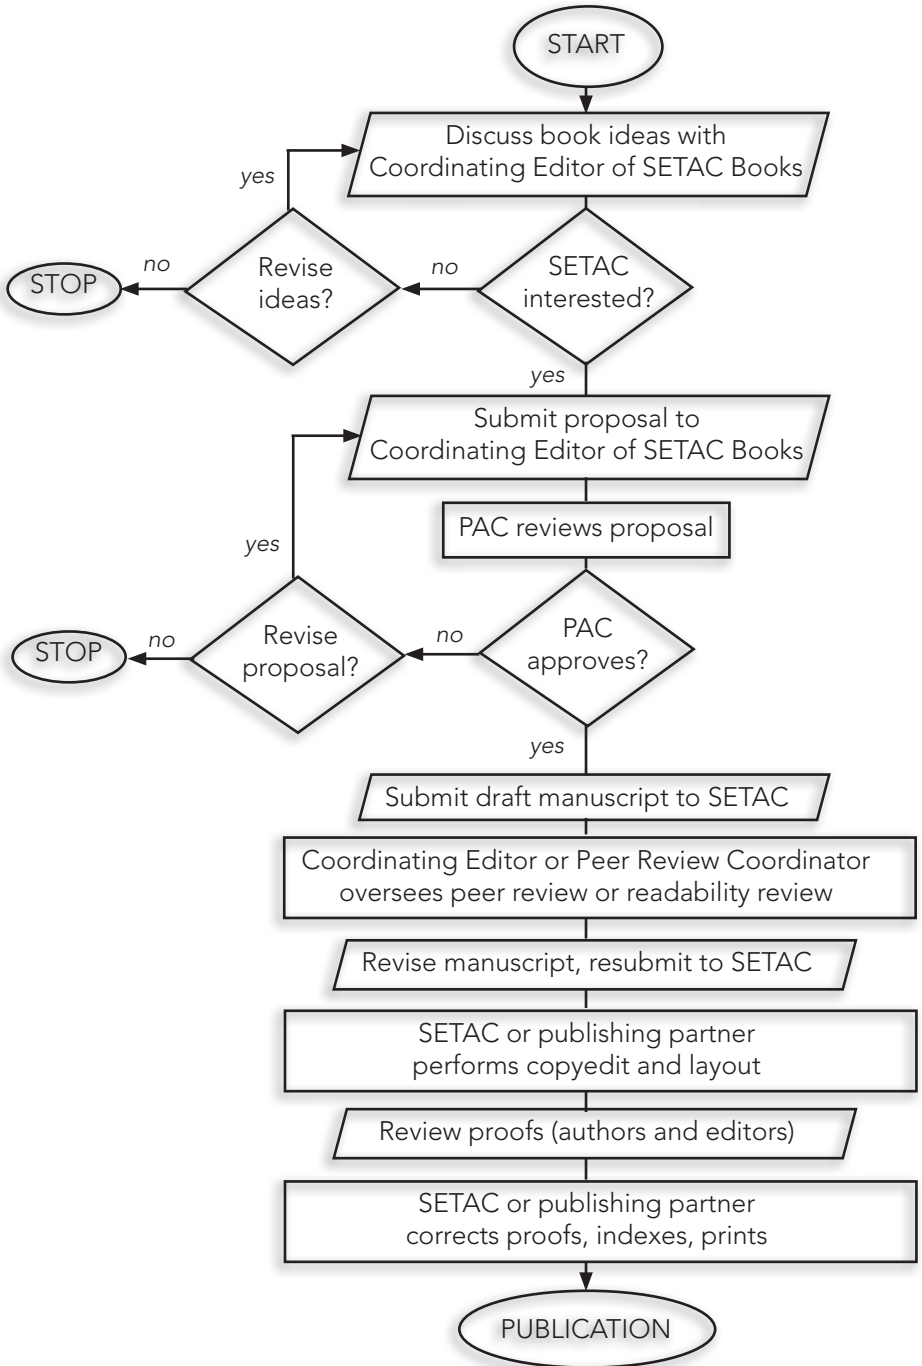 START
Discuss book ideas with
Coordinating Editor of SETAC Books
yes
STOP
no
Revise
ideas?
no
SETAC
interested?
yes
Submit proposal to
Coordinating Editor of SETAC Books
PAC reviews proposal
yes
STOP
no
Revise
proposal?
no
PAC
approves?
yes
Submit draft manuscript to SETAC
Coordinating Editor or Peer Review Coordinator
oversees peer review or readability review
Revise manuscript, resubmit to SETAC
SETAC or publishing partner
performs copyedit and layout
Review proofs (authors and editors)
SETAC or publishing partner
corrects proofs, indexes, prints
PUBLICATION